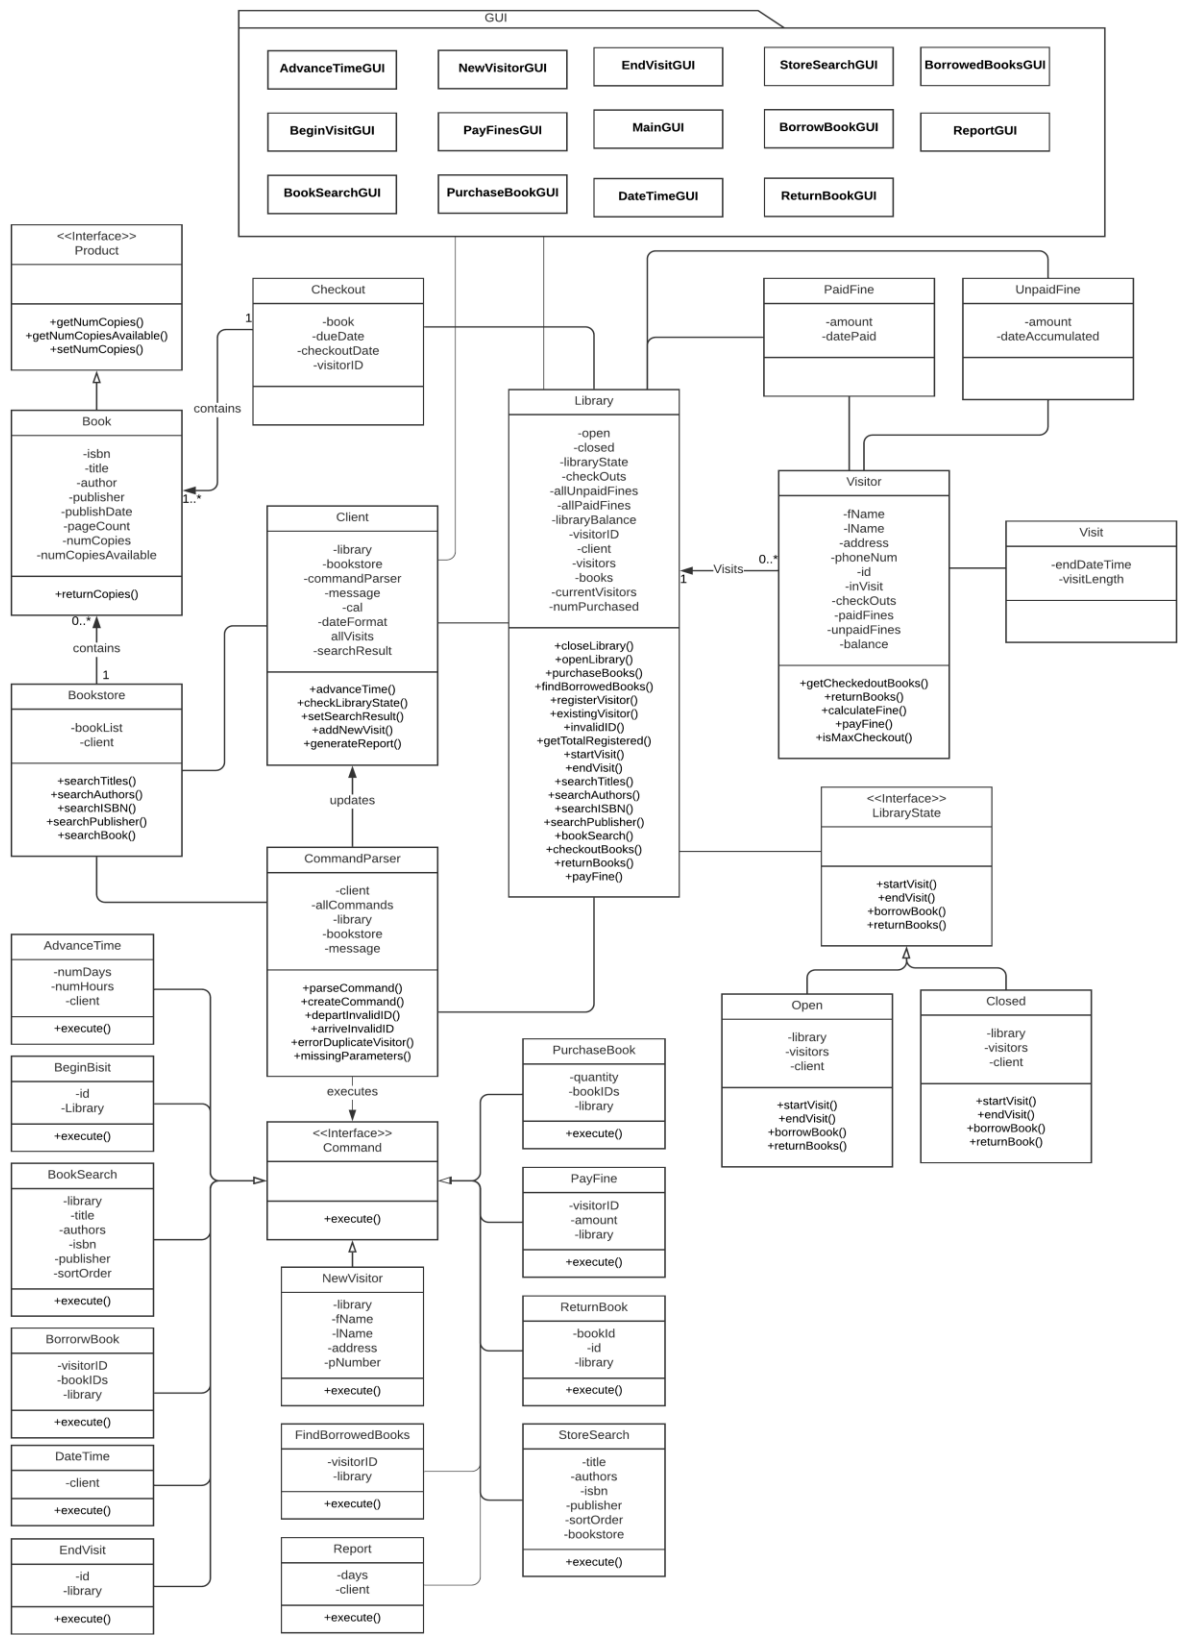 GUI
AdvanceTimeGUI
NewVisitorGUI
EndVisitGUI
StoreSearchGUI
BorrowedBooksGUI
BeginVisitGUI
PayFinesGUI
MainGUI
BorrowBookGUI
ReportGUI
BookSearchGUI
PurchaseBookGUI
DateTimeGUI
ReturnBookGUI
<<Interface>>
Product
+getNumCopies()
+getNumCopiesAvailable()
+setNumCopies()
Checkout
-book
-dueDate
-checkoutDate
-visitorID
1
contains
1..*
PaidFine
-amount
-datePaid
UnpaidFine
-amount
-dateAccumulated
Book
-isbn
-title
-author
-publisher
-publishDate
-pageCount
-numCopies
-numCopiesAvailable
+returnCopies()
0..*
contains
1
Library
-open
-closed
-libraryState
-checkOuts
-allUnpaidFines
-allPaidFines
-libraryBalance
-visitorID
-client
-visitors
-books
-currentVisitors
-numPurchased
+closeLibrary()
+openLibrary()
+purchaseBooks()
+findBorrowedBooks()
+registerVisitor()
+existingVisitor()
+invalidID()
+getTotalRegistered()
+startVisit()
+endVisit()
+searchTitles()
+searchAuthors()
+searchISBN()
+searchPublisher()
+bookSearch()
+checkoutBooks()
+returnBooks()
+payFine()
0..*
Visits
1
Visitor
-fName
-lName
-address
-phoneNum
-id
-inVisit
-checkOuts
-paidFines
-unpaidFines
-balance
+getCheckedoutBooks()
+returnBooks()
+calculateFine()
+payFine()
+isMaxCheckout()
Visit
-endDateTime
-visitLength
Client
-library
-bookstore
-commandParser
-message
-cal
-dateFormat
allVisits
-searchResult
+advanceTime()
+checkLibraryState()
+setSearchResult()
+addNewVisit()
+generateReport()
Bookstore
-bookList
-client
+searchTitles()
+searchAuthors()
+searchISBN()
+searchPublisher()
+searchBook()
updates
<<Interface>>
LibraryState
+startVisit()
+endVisit()
+borrowBook()
+returnBooks()
CommandParser
-client
-allCommands
-library
-bookstore
-message
+parseCommand()
+createCommand()
+departInvalidID()
+arriveInvalidID
+errorDuplicateVisitor()
+missingParameters()
executes
Open
-library
-visitors
-client
+startVisit()
+endVisit()
+borrowBook()
+returnBooks()
Closed
-library
-visitors
-client
+startVisit()
+endVisit()
+borrowBook()
+returnBook()
AdvanceTime
-numDays
-numHours
-client
+execute()
BeginBisit
-id
-Library
+execute()
BookSearch
-library
-title
-authors
-isbn
-publisher
-sortOrder
+execute()
BorrorwBook
-visitorID
-bookIDs
-library
+execute()
DateTime
-client
+execute()
EndVisit
-id
-library
+execute()
<<Interface>>
Command
+execute()
NewVisitor
-library
-fName
-lName
-address
-pNumber
+execute()
FindBorrowedBooks
-visitorID
-library
+execute()
Report
-days
-client
+execute()
PurchaseBook
-quantity
-bookIDs
-library
+execute()
PayFine
-visitorID
-amount
-library
+execute()
ReturnBook
-bookId
-id
-library
+execute()
StoreSearch
-title
-authors
-isbn
-publisher
-sortOrder
-bookstore
+execute()